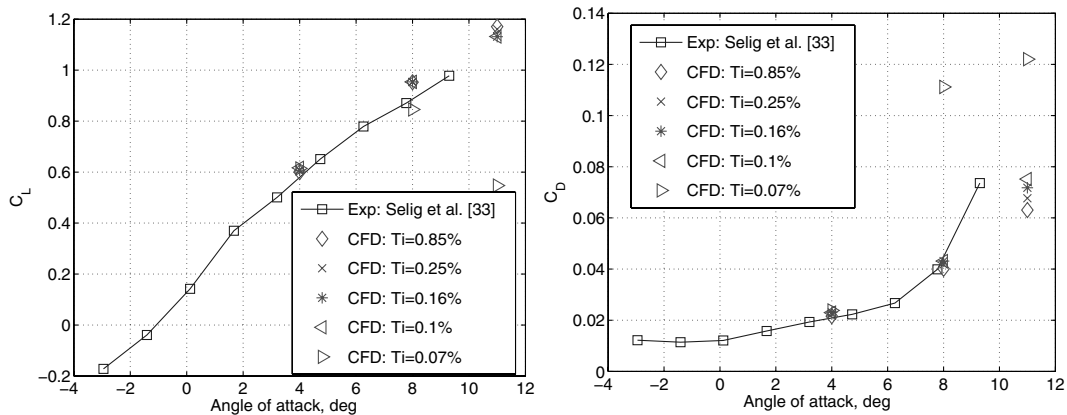 1.2
1
0.8
0.6
0.4
0.2
0
−0.2
C_L
−4 −2 0 2 4 6 8 10 12
Angle of attack, deg
Exp: Selig et al. [33]
CFD: Ti=0.85%
CFD: Ti=0.25%
CFD: Ti=0.16%
CFD: Ti=0.1%
CFD: Ti=0.07%
0.14
0.12
0.1
0.08
0.06
0.04
0.02
0
C_D
−4 −2 0 2 4 6 8 10 12
Angle of attack, deg
Exp: Selig et al. [33]
CFD: Ti=0.85%
CFD: Ti=0.25%
CFD: Ti=0.16%
CFD: Ti=0.1%
CFD: Ti=0.07%